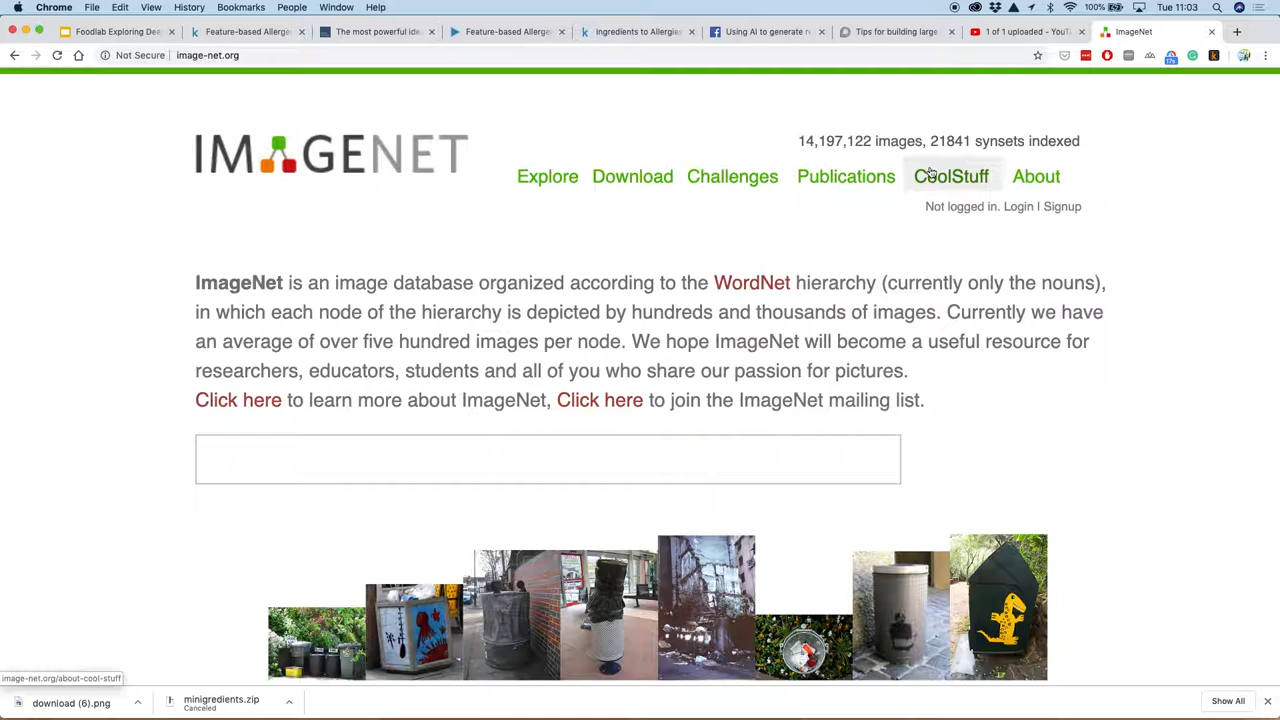 Chrome File Edit View History Bookmarks People Window Help 100% Tue 11:03
Foodlab Exploring Dee Feature-based Allerge The most powerful ide Feature-based Allerge Ingredients to Allergies Using AI to generate r Tips for building large 1 of 1 uploaded - YouT ImageNet
Not Secure image-net.org
17s
IMAGENET
14,197,122 images, 21841 synsets indexed
Explore Download Challenges Publications CoolStuff About
Not logged in. Login I Signup
ImageNet is an image database organized according to the WordNet hierarchy (currently only the nouns),
in which each node of the hierarchy is depicted by hundreds and thousands of images. Currently we have
an average of over five hundred images per node. We hope ImageNet will become a useful resource for
researchers, educators, students and all of you who share our passion for pictures.
Click here to learn more about ImageNet, Click here to join the ImageNet mailing list.
image-net.org/about-cool-stuff
download (6).png minigredients.zip Show All
Canceled